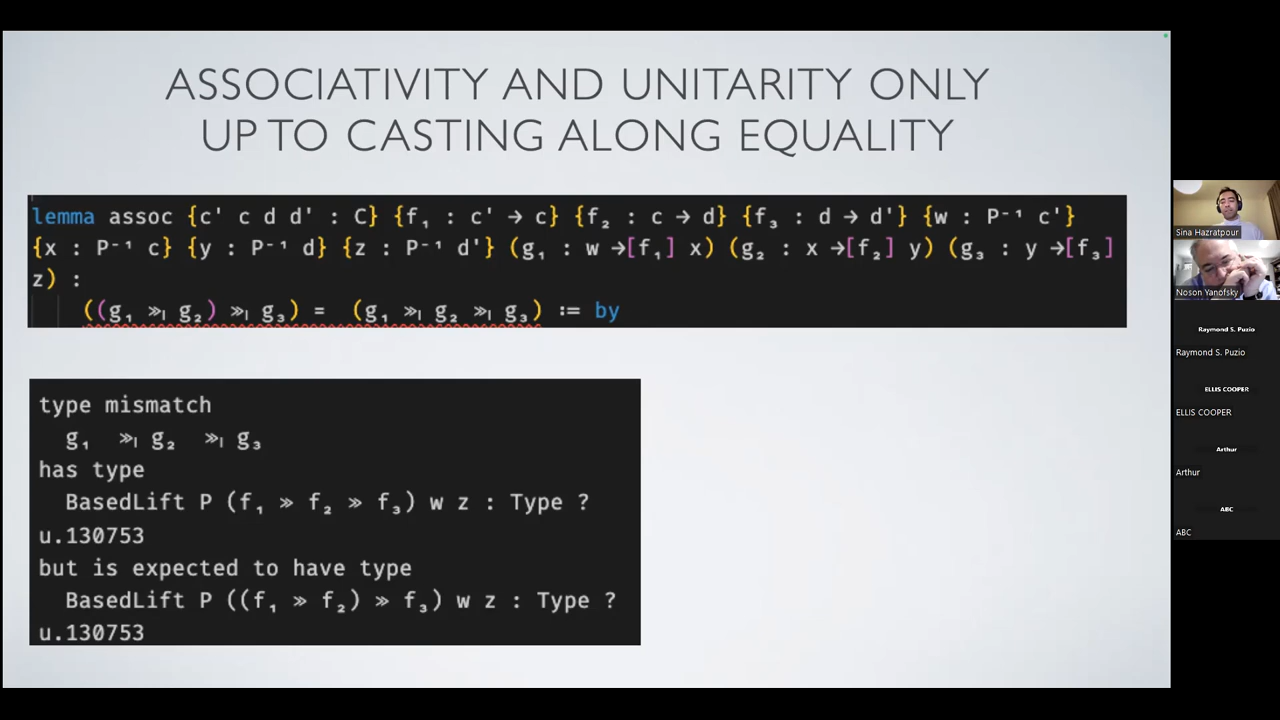 ASSOCIATIVITY AND UNITARITY ONLY
UP TO CASTING ALONG EQUALITY
lemma assoc {c' c d d' : C} {f₁ : c' → c} {f₂ : c → d} {f₃ : d → d'} {w : P⁻¹ c'}
{x : P⁻¹ c} {y : P⁻¹ d} {z : P⁻¹ d'} (g₁ : w →[f₁] x) (g₂ : x →[f₂] y) (g₃ : y →[f₃]
z) :
((g₁ ≫ₗ g₂) ≫ₗ g₃) = (g₁ ≫ₗ g₂ ≫ₗ g₃) := by
type mismatch
g₁ ≫ₗ g₂ ≫ₗ g₃
has type
BasedLift P (f₁ ≫ f₂ ≫ f₃) w z : Type ?
u.130753
but is expected to have type
BasedLift P ((f₁ ≫ f₂) ≫ f₃) w z : Type ?
u.130753
Sina Hazratpour
Noson Yanofsky
Raymond S. Puzio
Raymond S. Puzio
ELLIS COOPER
ELLIS COOPER
Arthur
Arthur
ABC
ABC